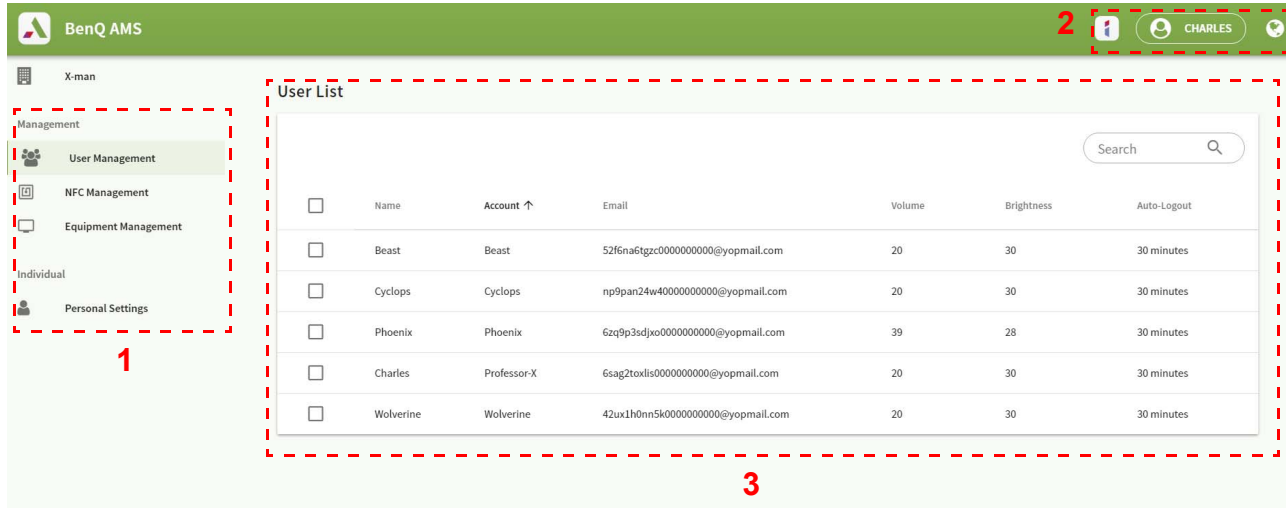 BenQ AMS
2
CHARLES
X-man
User List
Management
Search
User Management
NFC Management
Name Account ↑ Email Volume Brightness Auto-Logout
Equipment Management
Beast Beast 52f6na6tgzc0000000000@yopmail.com 20 30 30 minutes
Individual
Cyclops Cyclops np9pan24w40000000000@yopmail.com 20 30 30 minutes
Personal Settings
Phoenix Phoenix 6zq9p3sdjxo0000000000@yopmail.com 39 28 30 minutes
1
Charles Professor-X 6sag2toxlis0000000000@yopmail.com 20 30 30 minutes
Wolverine Wolverine 42ux1h0nn5k0000000000@yopmail.com 20 30 30 minutes
3